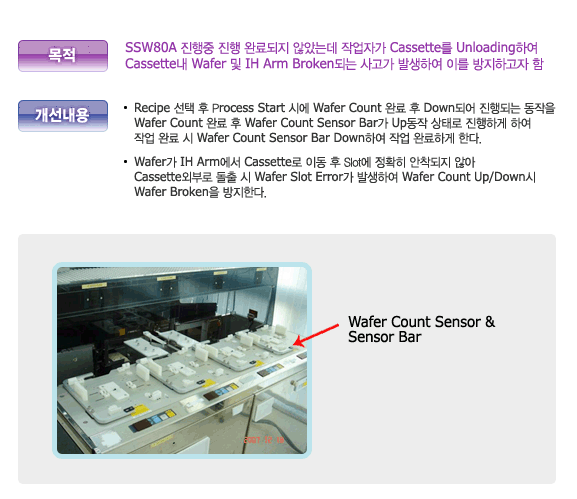 목적
SSW80A 진행중 진행 완료되지 않았는데 작업자가 Cassette를 Unloading하여
Cassette내 Wafer 및 IH Arm Broken되는 사고가 발생하여 이를 방지하고자 함
개선내용
• Recipe 선택 후 Process Start 시에 Wafer Count 완료 후 Down되어 진행되는 동작을
Wafer Count 완료 후 Wafer Count Sensor Bar가 Up동작 상태로 진행하게 하여
작업 완료 시 Wafer Count Sensor Bar Down하여 작업 완료하게 한다.
• Wafer가 IH Arm에서 Cassette로 이동 후 Slot에 정확히 안착되지 않아
Cassette외부로 돌출 시 Wafer Slot Error가 발생하여 Wafer Count Up/Down시
Wafer Broken을 방지한다.
Wafer Count Sensor &
Sensor Bar